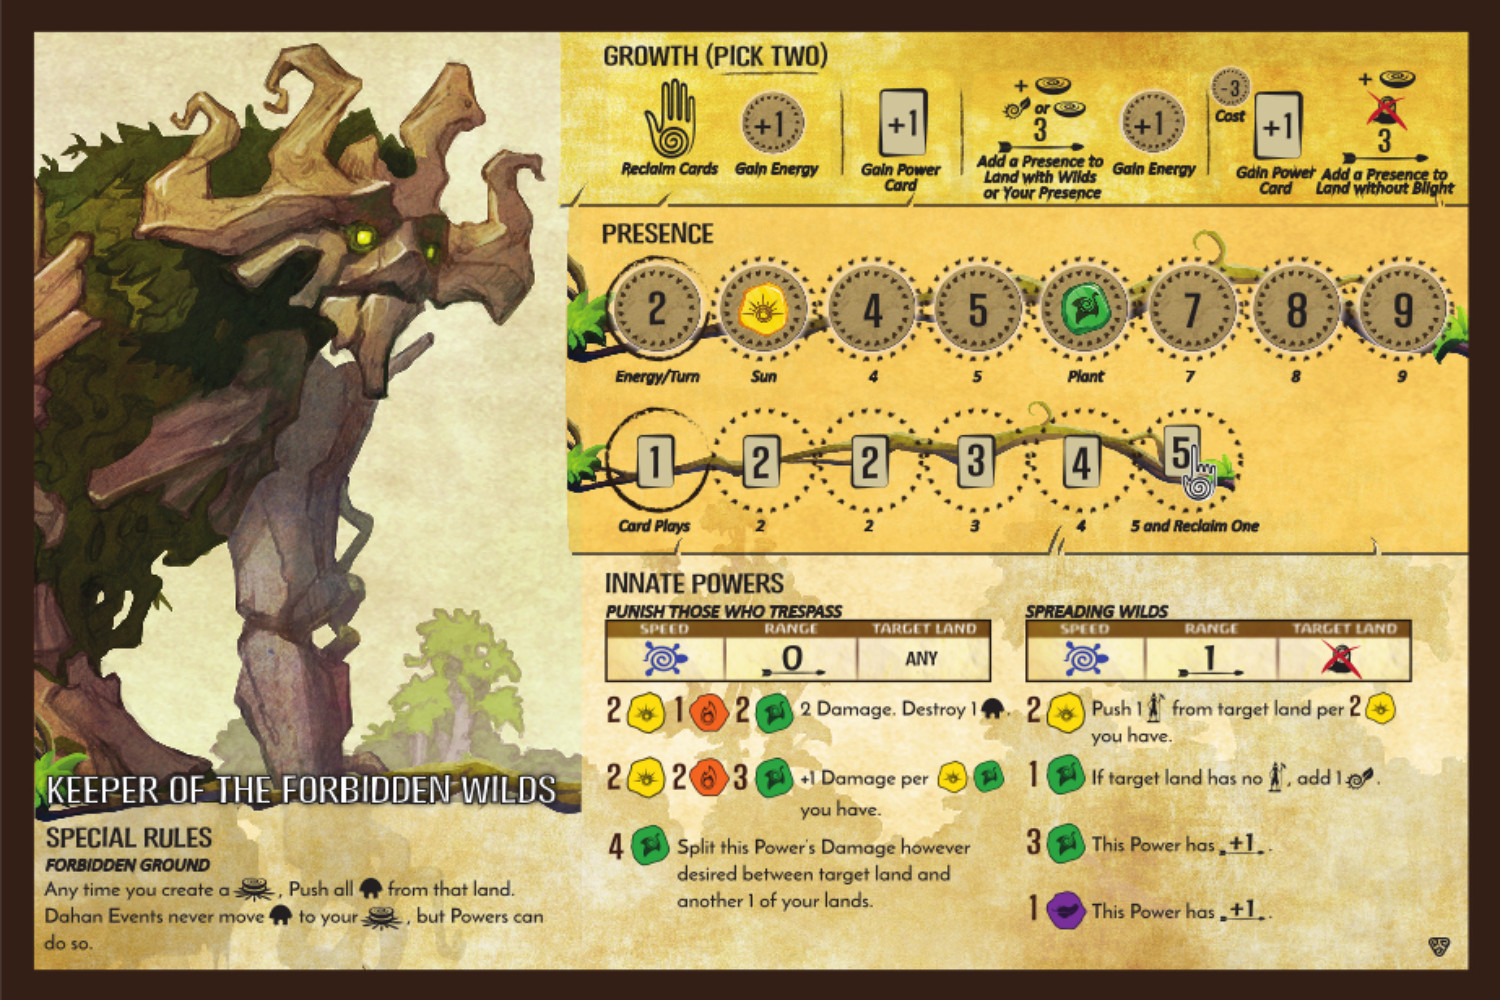 GROWTH (PICK TWO)
+1
+1
+ or 3
+1
-3
Cost
+1
+
3
Reclaim Cards
Gain Energy
Gain Power
Card
Add a Presence to
Land with Wilds
or Your Presence
Gain Energy
Gain Power
Card
Add a Presence to
Land without Blight
PRESENCE
2 4 5 7 8 9
Energy/Turn Sun 4 5 Plant 7 8 9
1 2 2 3 4 5
Card Plays 2 2 3 4 5 and Reclaim One
INNATE POWERS
PUNISH THOSE WHO TRESPASS
SPEED RANGE TARGET LAND
0 ANY
2 1 2 2 Damage. Destroy 1 .
2 2 3 +1 Damage per
you have.
4 Split this Power's Damage however
desired between target land and
another 1 of your lands.
SPREADING WILDS
SPEED RANGE TARGET LAND
1
2 Push 1 from target land per 2
you have.
1 If target land has no , add 1 .
3 This Power has +1 .
1 This Power has +1 .
KEEPER OF THE FORBIDDEN WILDS
SPECIAL RULES
FORBIDDEN GROUND
Any time you create a , Push all from that land.
Dahan Events never move to your , but Powers can
do so.